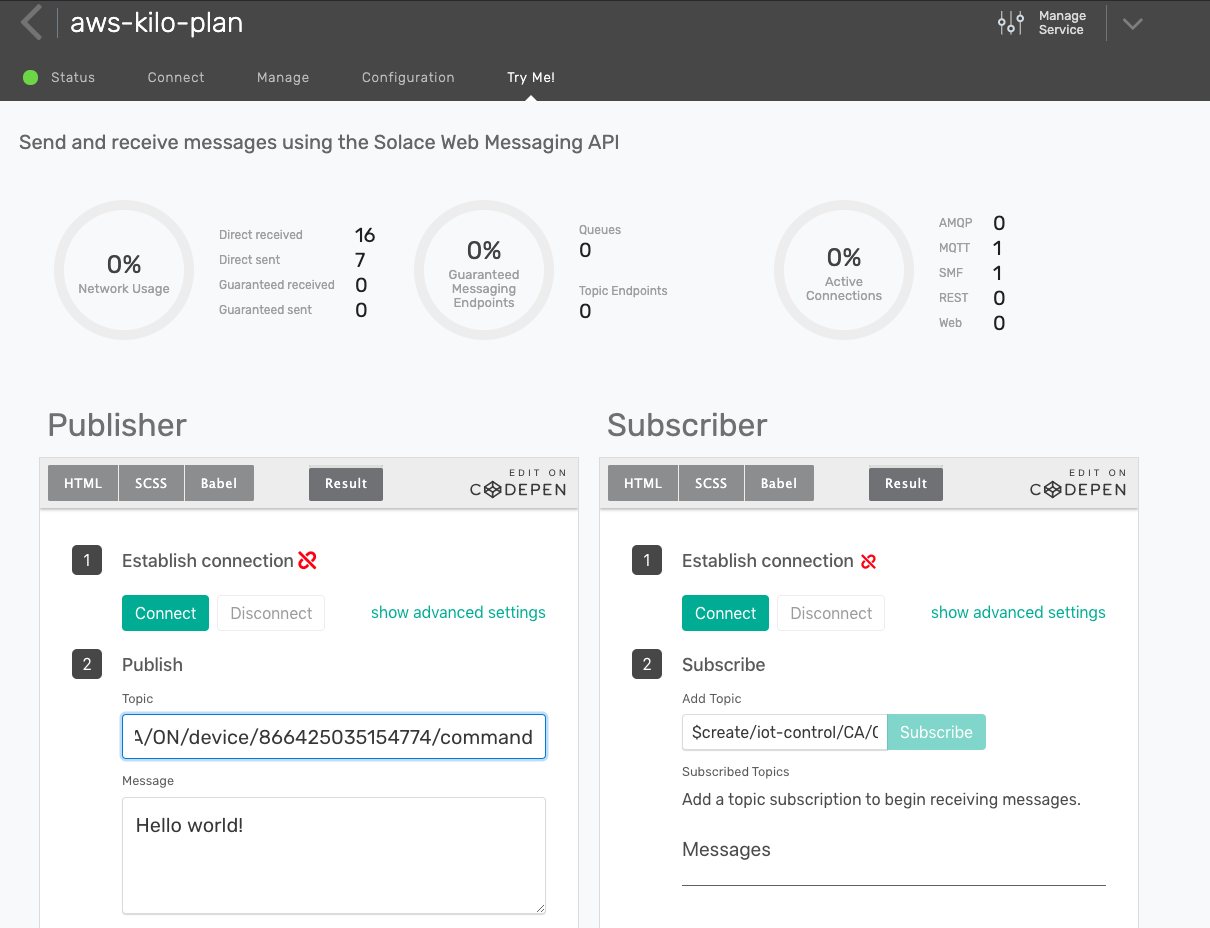 aws-kilo-plan
Manage
Service
Status
Connect
Manage
Configuration
Try Me!
Send and receive messages using the Solace Web Messaging API
0%
Network Usage
Direct received 16
Direct sent 7
Guaranteed received 0
Guaranteed sent 0
0%
Guaranteed
Messaging
Endpoints
Queues
0
Topic Endpoints
0
0%
Active
Connections
AMQP 0
MQTT 1
SMF 1
REST 0
Web 0
Publisher
HTML SCSS Babel Result
EDIT ON
CODEPEN
1 Establish connection
Connect Disconnect show advanced settings
2 Publish
Topic
A/ON/device/866425035154774/command
Message
Hello world!
Subscriber
HTML SCSS Babel Result
EDIT ON
CODEPEN
1 Establish connection
Connect Disconnect show advanced settings
2 Subscribe
Add Topic
$create/iot-control/CA/ Subscribe
Subscribed Topics
Add a topic subscription to begin receiving messages.
Messages